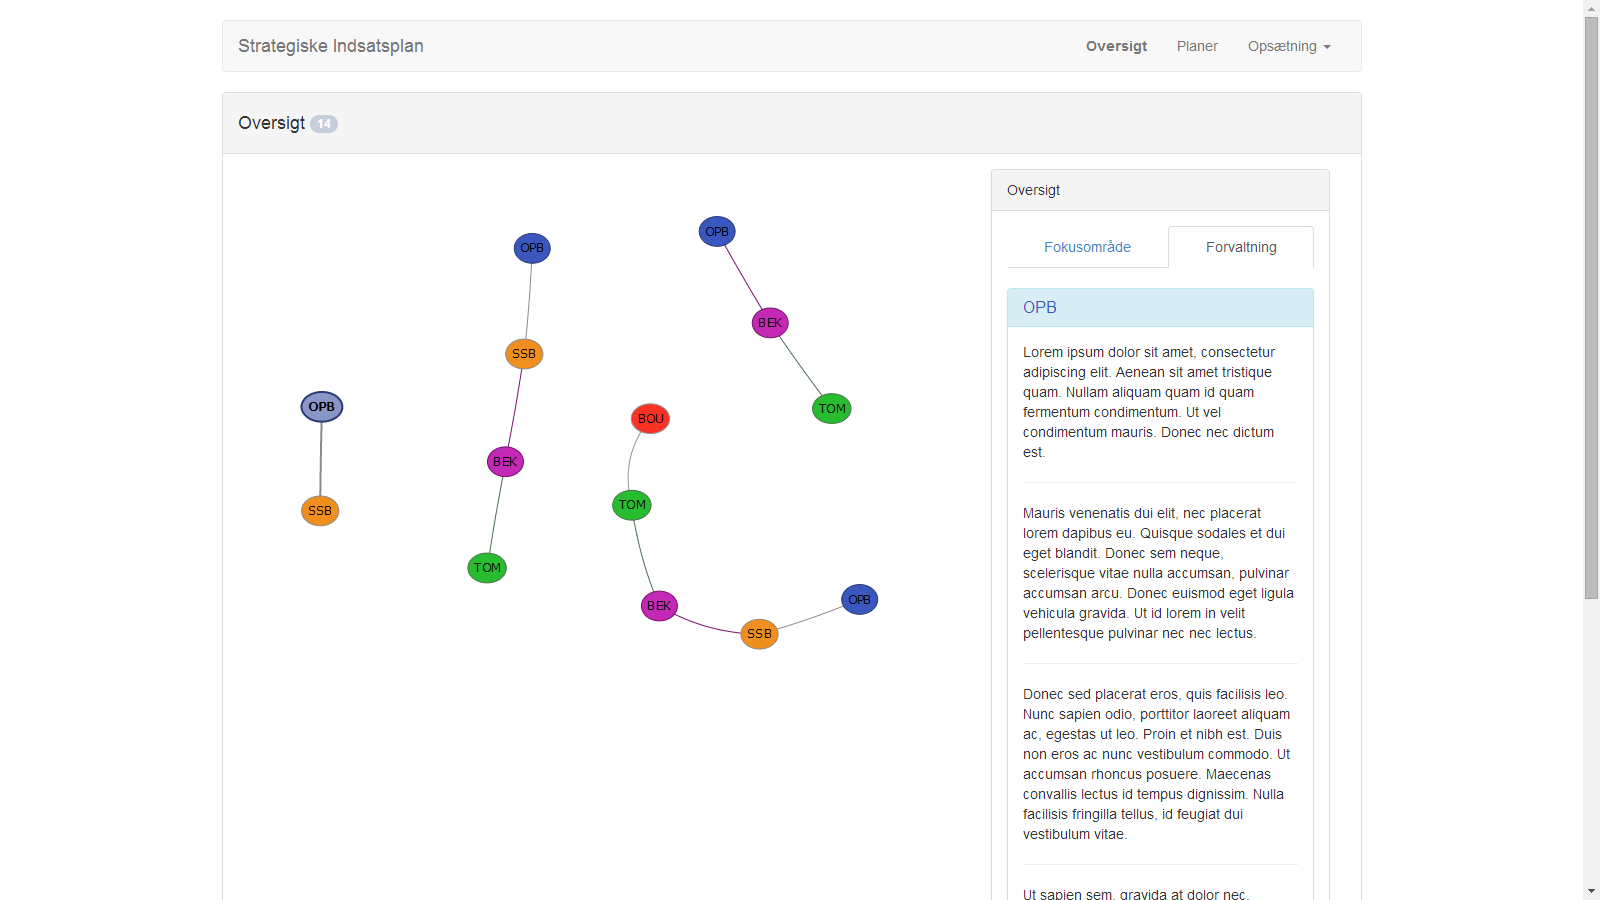 Strategiske Indsatsplan
Oversigt
Planer
Opsætning
Oversigt 14
OPB
SSB
OPB
SSB
BEK
TOM
OPB
BEK
TOM
BOU
TOM
BEK
SSB
OPB
Oversigt
Fokusområde
Forvaltning
OPB
Lorem ipsum dolor sit amet, consectetur
adipiscing elit. Aenean sit amet tristique
quam. Nullam aliquam quam id quam
fermentum condimentum. Ut vel
condimentum mauris. Donec nec dictum
est.
Mauris venenatis dui elit, nec placerat
lorem dapibus eu. Quisque sodales et dui
eget blandit. Donec sem neque,
scelerisque vitae nulla accumsan, pulvinar
accumsan arcu. Donec euismod eget ligula
vehicula gravida. Ut id lorem in velit
pellentesque pulvinar nec nec lectus.
Donec sed placerat eros, quis facilisis leo.
Nunc sapien odio, porttitor laoreet aliquam
ac, egestas ut leo. Proin et nibh est. Duis
non eros ac nunc vestibulum commodo. Ut
accumsan rhoncus posuere. Maecenas
convallis lectus id tempus dignissim. Nulla
facilisis fringilla tellus, id feugiat dui
vestibulum vitae.
Ut sapien sem, gravida at dolor nec,